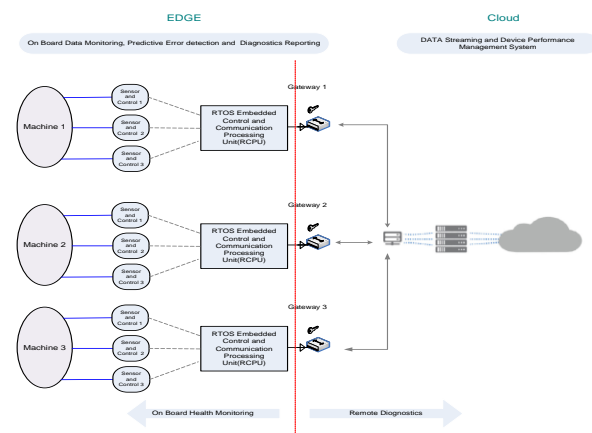 EDGE
Cloud
On Board Data Monitoring, Predictive Error detection and Diagnostics Reporting
DATA Streaming and Device Performance
Management System
Gateway 1
Machine 1
Sensor
and
Control 1
Sensor
and
Control 2
Sensor
and
Control 3
RTOS Embedded
Control and
Communication
Processing
Unit(RCPU)
Gateway 2
Machine 2
Sensor
and
Control 1
Sensor
and
Control 2
Sensor
and
Control 3
RTOS Embedded
Control and
Communication
Processing
Unit(RCPU)
Gateway 3
Machine 3
Sensor
and
Control 1
Sensor
and
Control 2
Sensor
and
Control 3
RTOS Embedded
Control and
Communication
Processing
Unit(RCPU)
On Board Health Monitoring
Remote Diagnostics